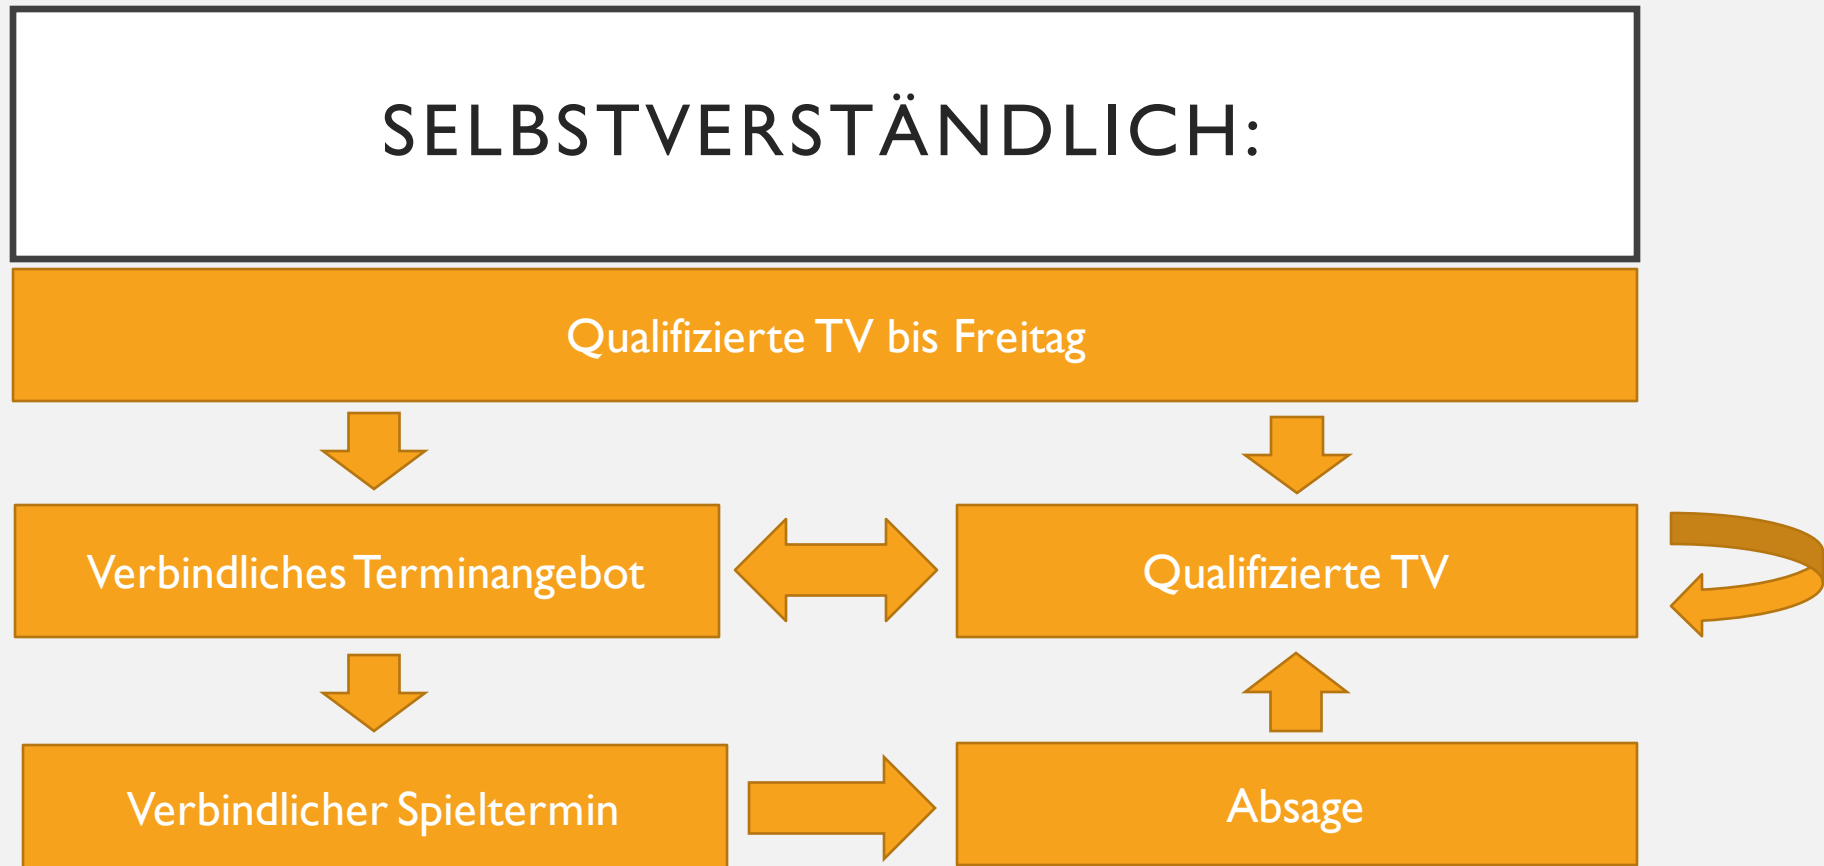 SELBSTVERSTÄNDLICH:
Qualifizierte TV bis Freitag
Verbindliches Terminangebot
Qualifizierte TV
Verbindlicher Spieltermin
Absage